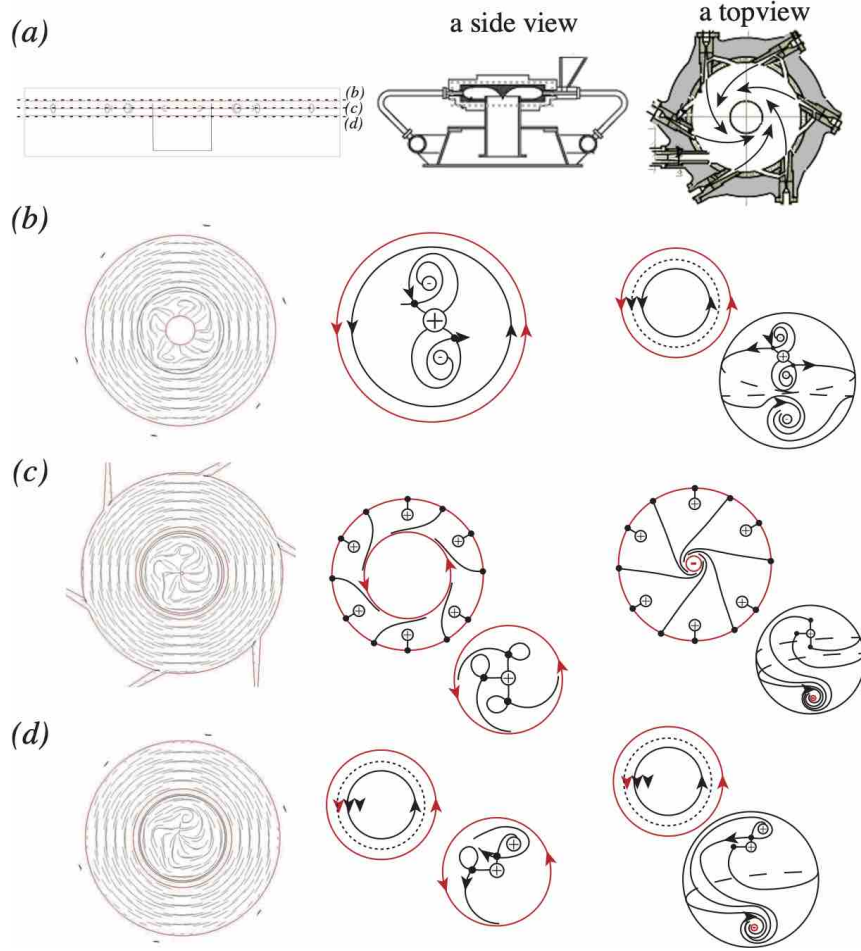 (a)
a side view
a topview
(b)
(c)
(d)
(b)
-
+
-
-
+
-
-
(c)
+
+
+
+
+
+
+
+
+
+
+
+
+
-
+
(d)
+
+
+
+